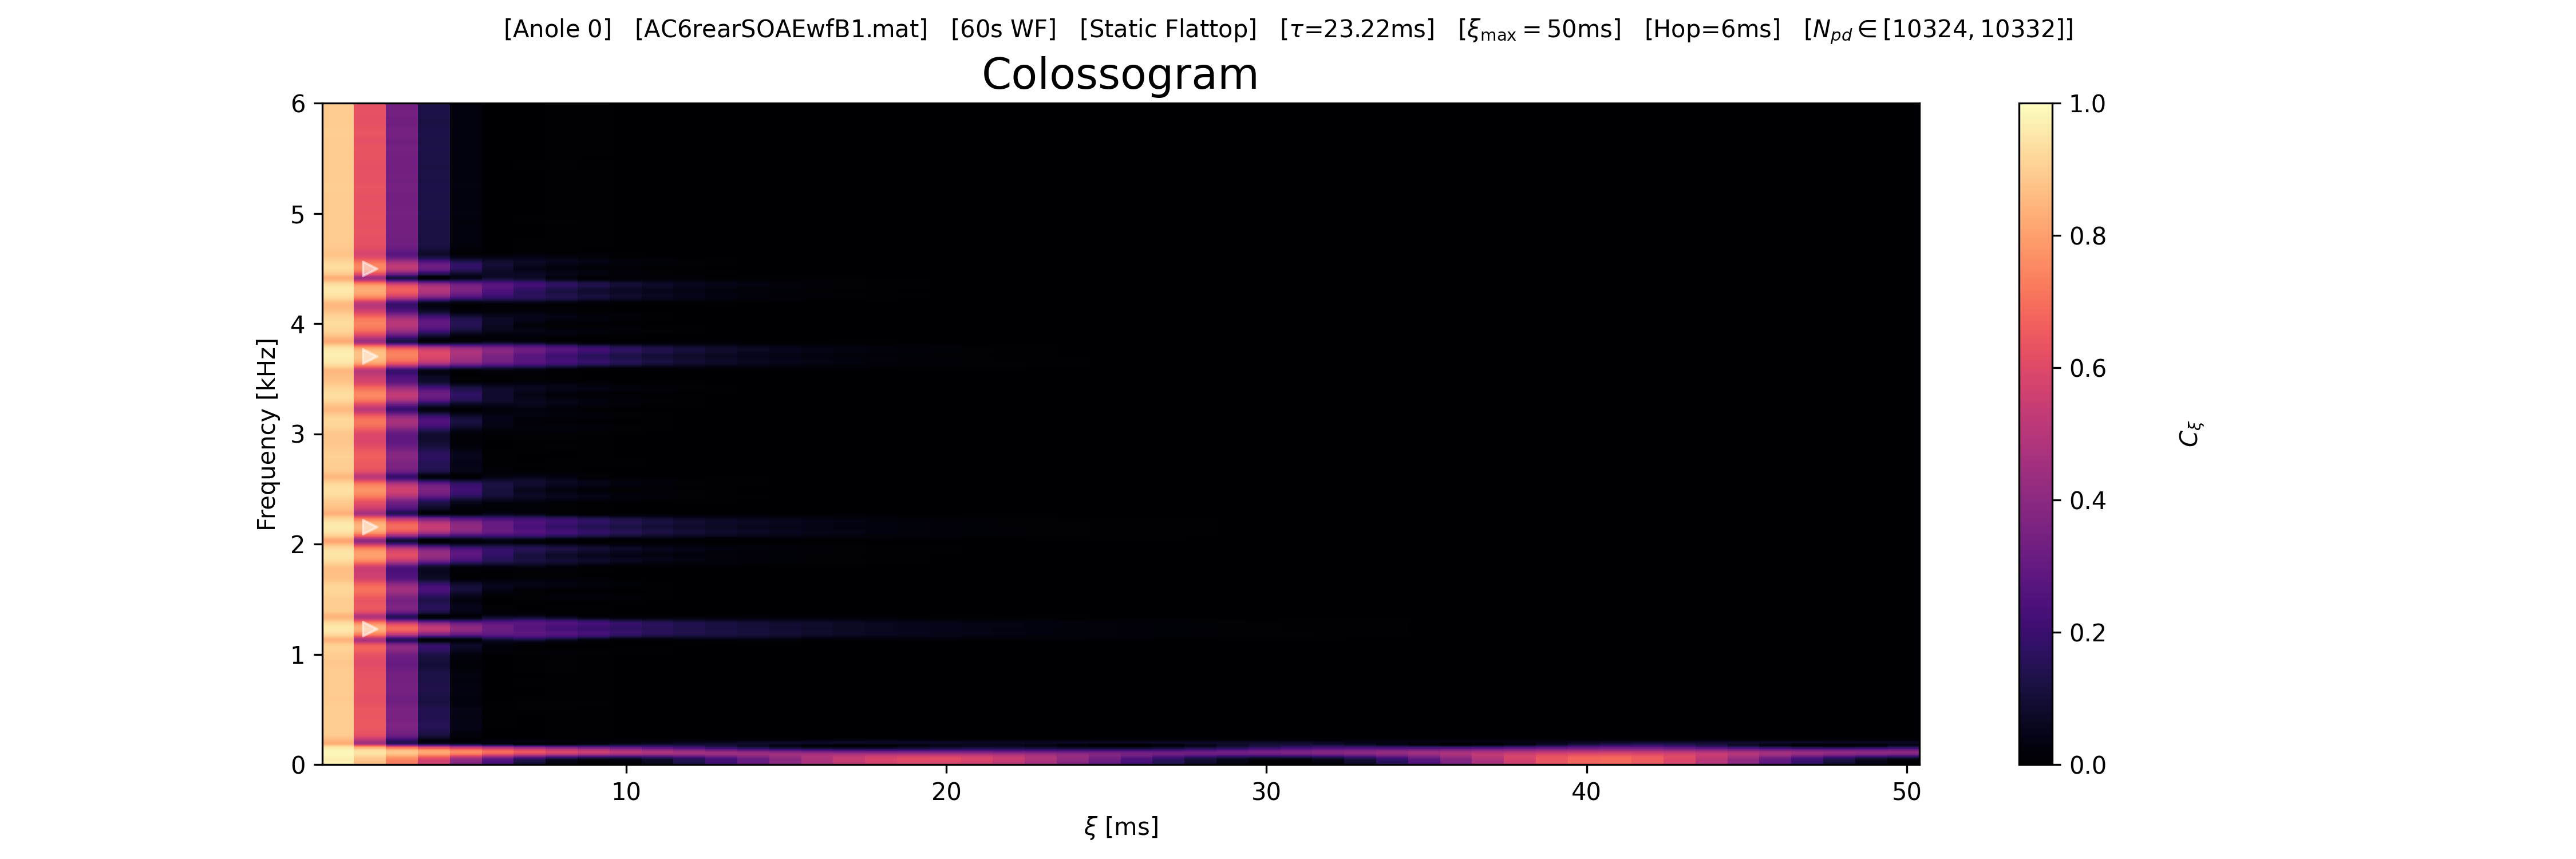 [Anole 0] [AC6rearSOAEwfB1.mat] [60s WF] [Static Flattop] [τ=23.22ms] [ξmax = 50ms] [Hop=6ms] [Npd ∈ [10324, 10332]]
Colossogram
6
5
4
3
2
1
0
Frequency [kHz]
10 20 30 40 50
ξ [ms]
1.0
0.8
0.6
0.4
0.2
0.0
Cξ